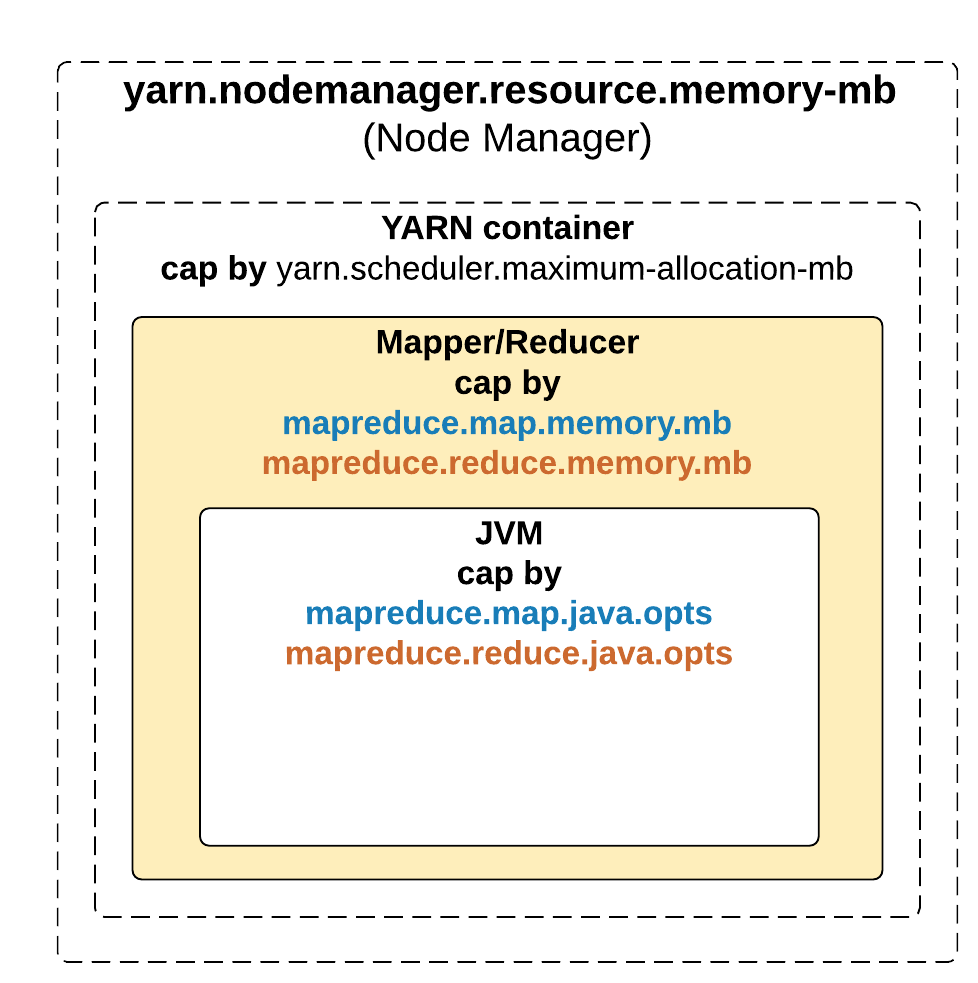 yarn.nodemanager.resource.memory-mb
(Node Manager)
YARN container
cap by yarn.scheduler.maximum-allocation-mb
Mapper/Reducer
cap by
mapreduce.map.memory.mb
mapreduce.reduce.memory.mb
JVM
cap by
mapreduce.map.java.opts
mapreduce.reduce.java.opts